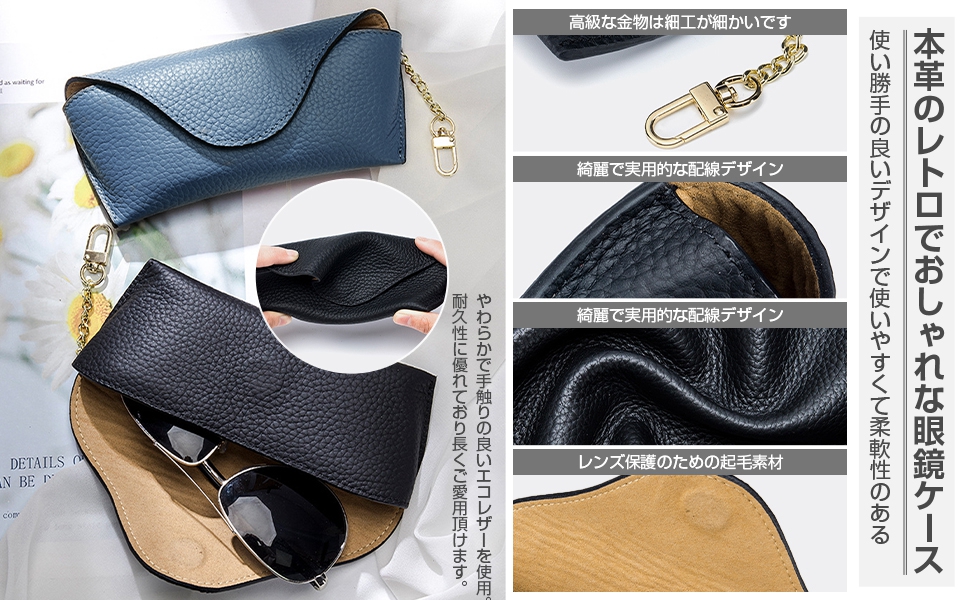 本革のレトロでおしゃれな眼鏡ケース
使い勝手の良いデザインで使いやすくて柔軟性のある
高級な金物は細工が細かいです
綺麗で実用的な配線デザイン
綺麗で実用的な配線デザイン
レンズ保護のための起毛素材
やわらかで手触りの良いエコレザーを使用。
耐久性に優れており長くご愛用頂けます。
d as waiting for
DETAILS O
AN BE D
com